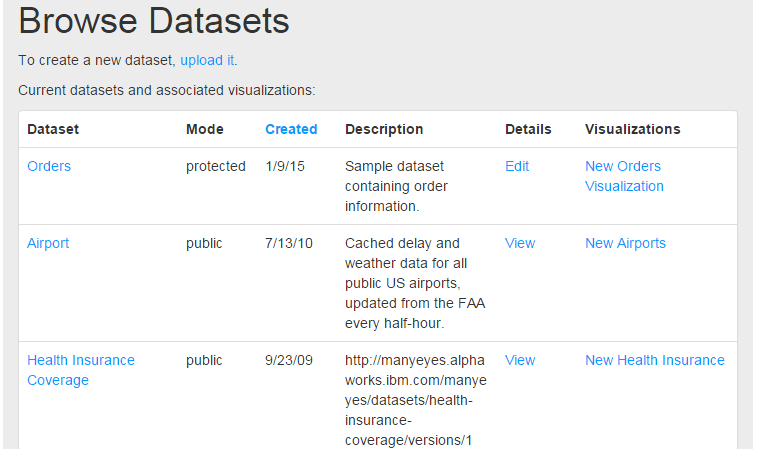 Browse Datasets
To create a new dataset, upload it.
Current datasets and associated visualizations:
Dataset Mode Created Description Details Visualizations
Orders protected 1/9/15 Sample dataset Edit New Orders
containing order Visualization
information.
Airport public 7/13/10 Cached delay and View New Airports
weather data for all
public US airports,
updated from the FAA
every half-hour.
Health Insurance public 9/23/09 http://manyeyes.alpha View New Health Insurance
Coverage works.ibm.com/manye
yes/datasets/health-
insurance-
coverage/versions/1